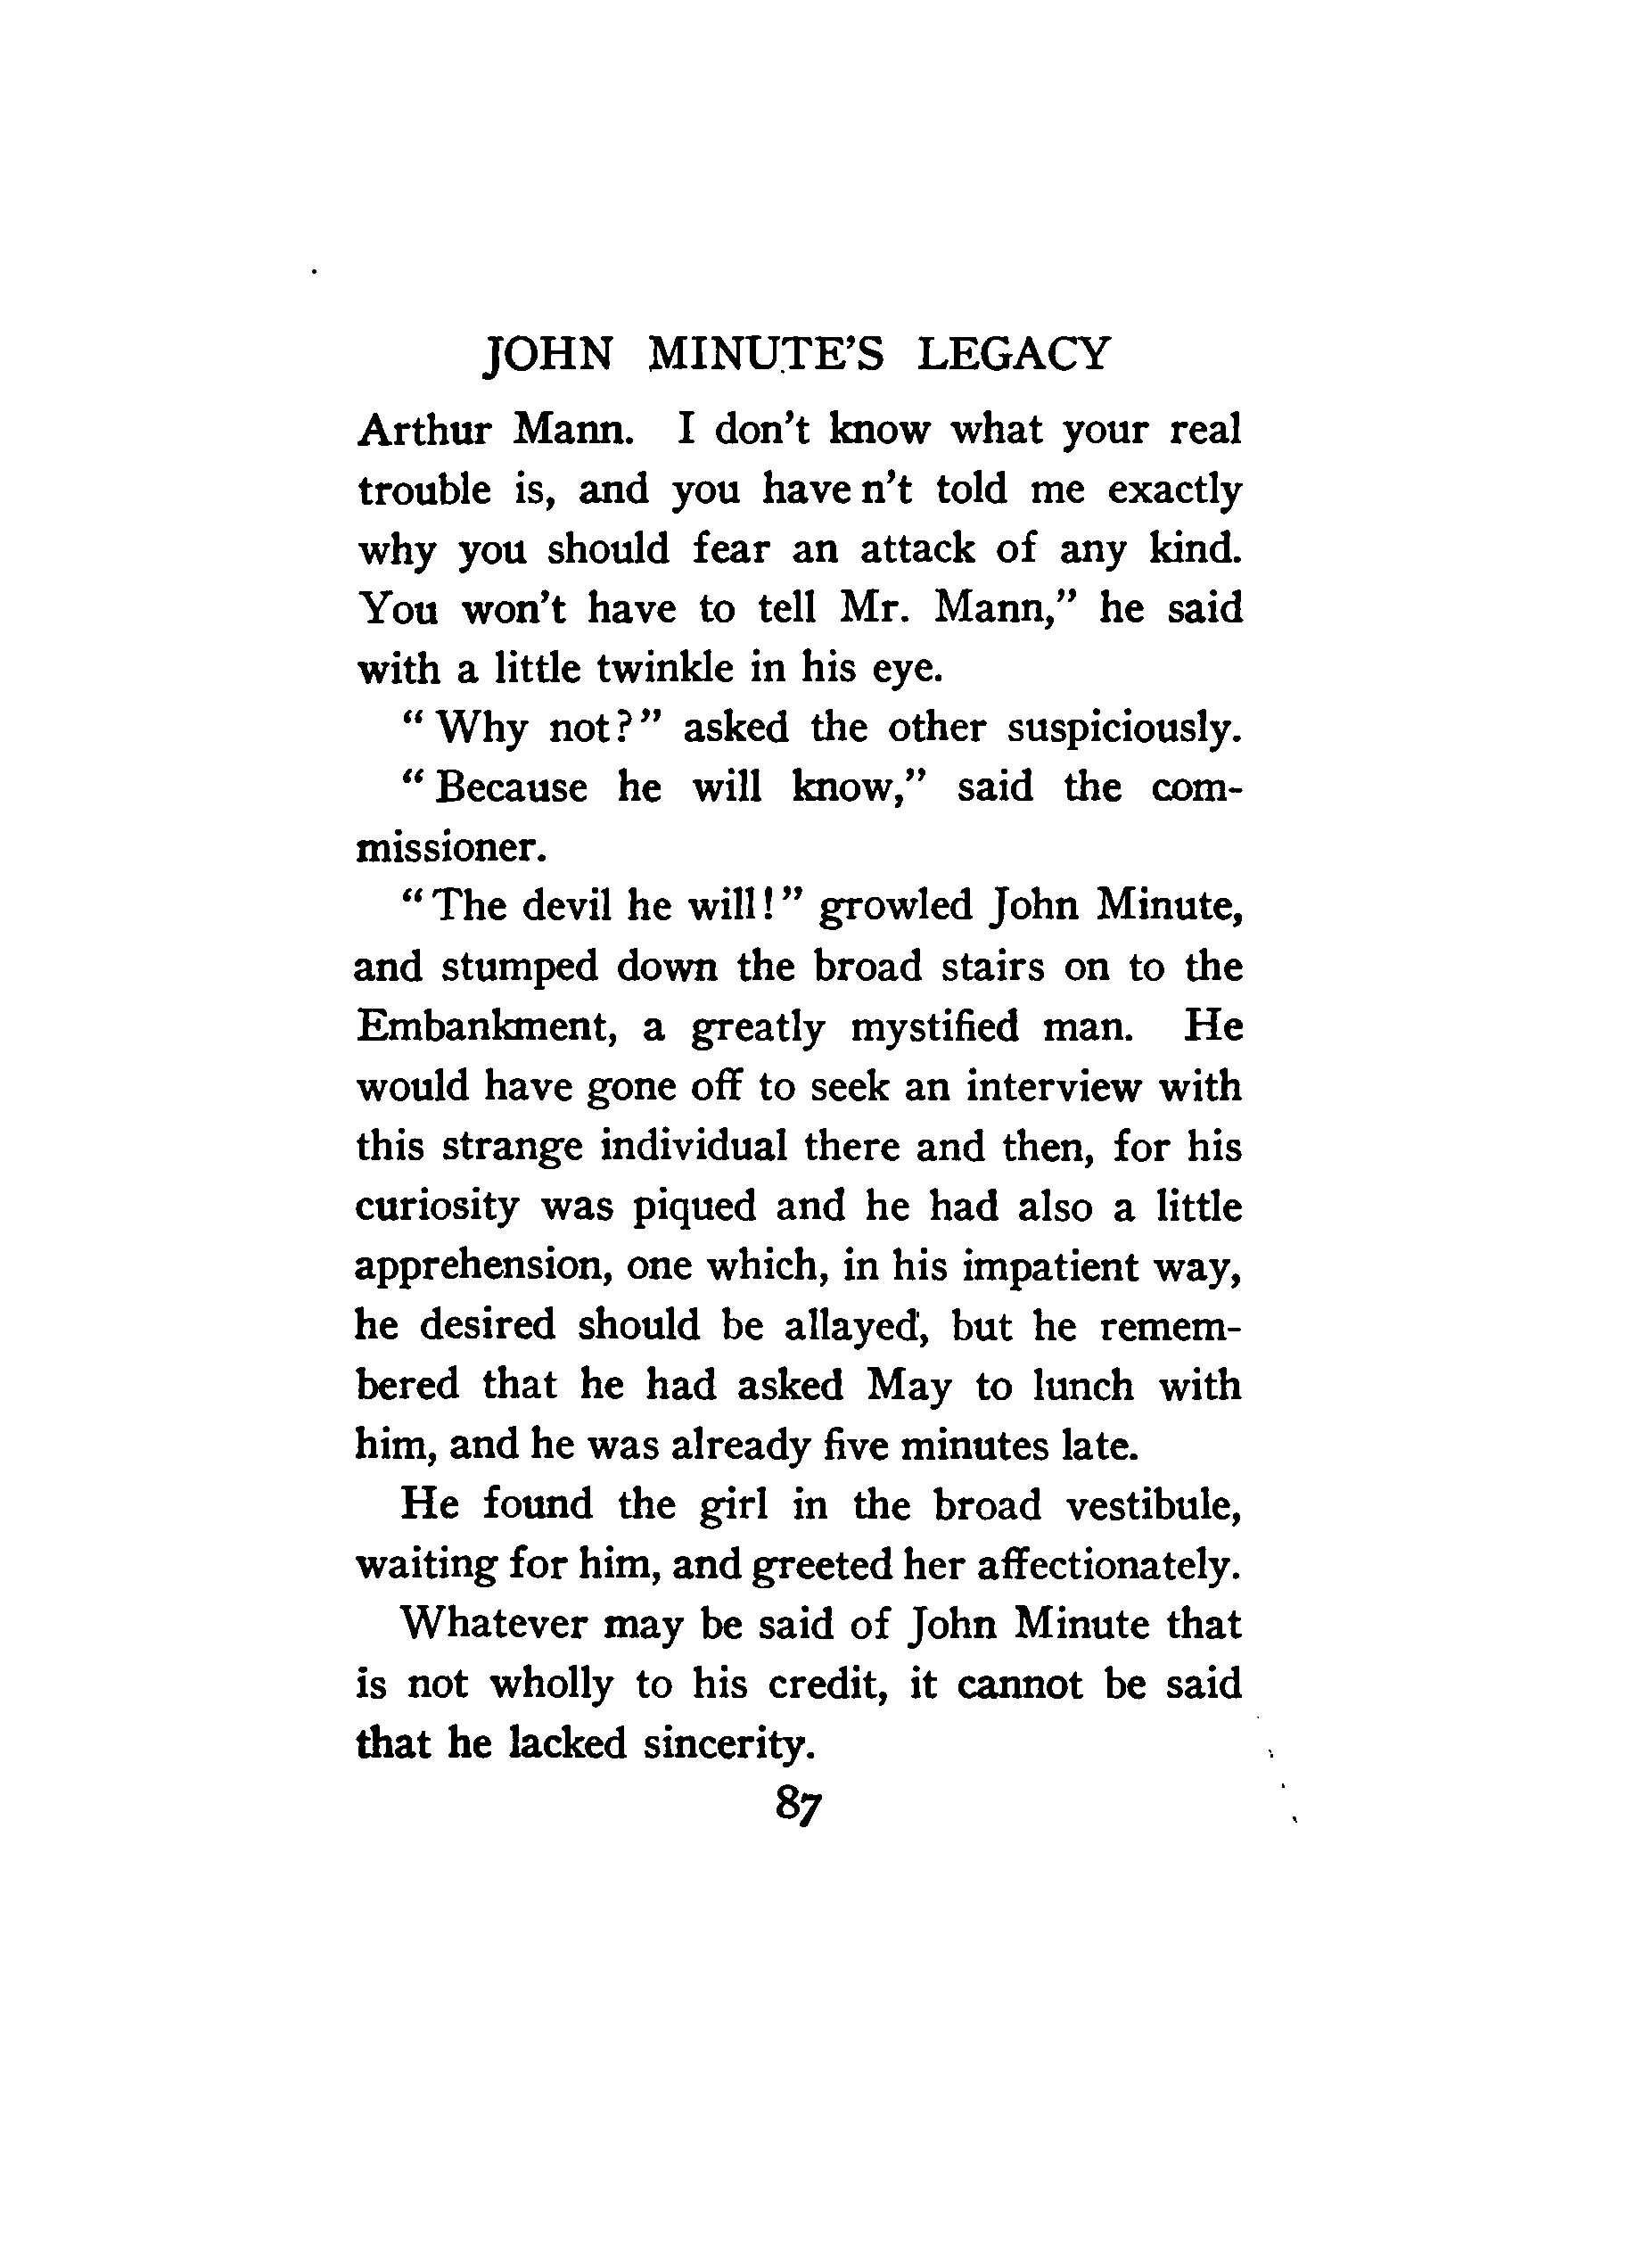 JOHN MINUTE'S LEGACY
Arthur Mann. I don't know what your real
trouble is, and you have n't told me exactly
why you should fear an attack of any kind.
You won't have to tell Mr. Mann," he said
with a little twinkle in his eye.
"Why not?" asked the other suspiciously.
"Because he will know," said the com-
missioner.
"The devil he will!" growled John Minute,
and stumped down the broad stairs on to the
Embankment, a greatly mystified man. He
would have gone off to seek an interview with
this strange individual there and then, for his
curiosity was piqued and he had also a little
apprehension, one which, in his impatient way,
he desired should be allayed, but he remem-
bered that he had asked May to lunch with
him, and he was already five minutes late.
He found the girl in the broad vestibule,
waiting for him, and greeted her affectionately.
Whatever may be said of John Minute that
is not wholly to his credit, it cannot be said
that he lacked sincerity.
87